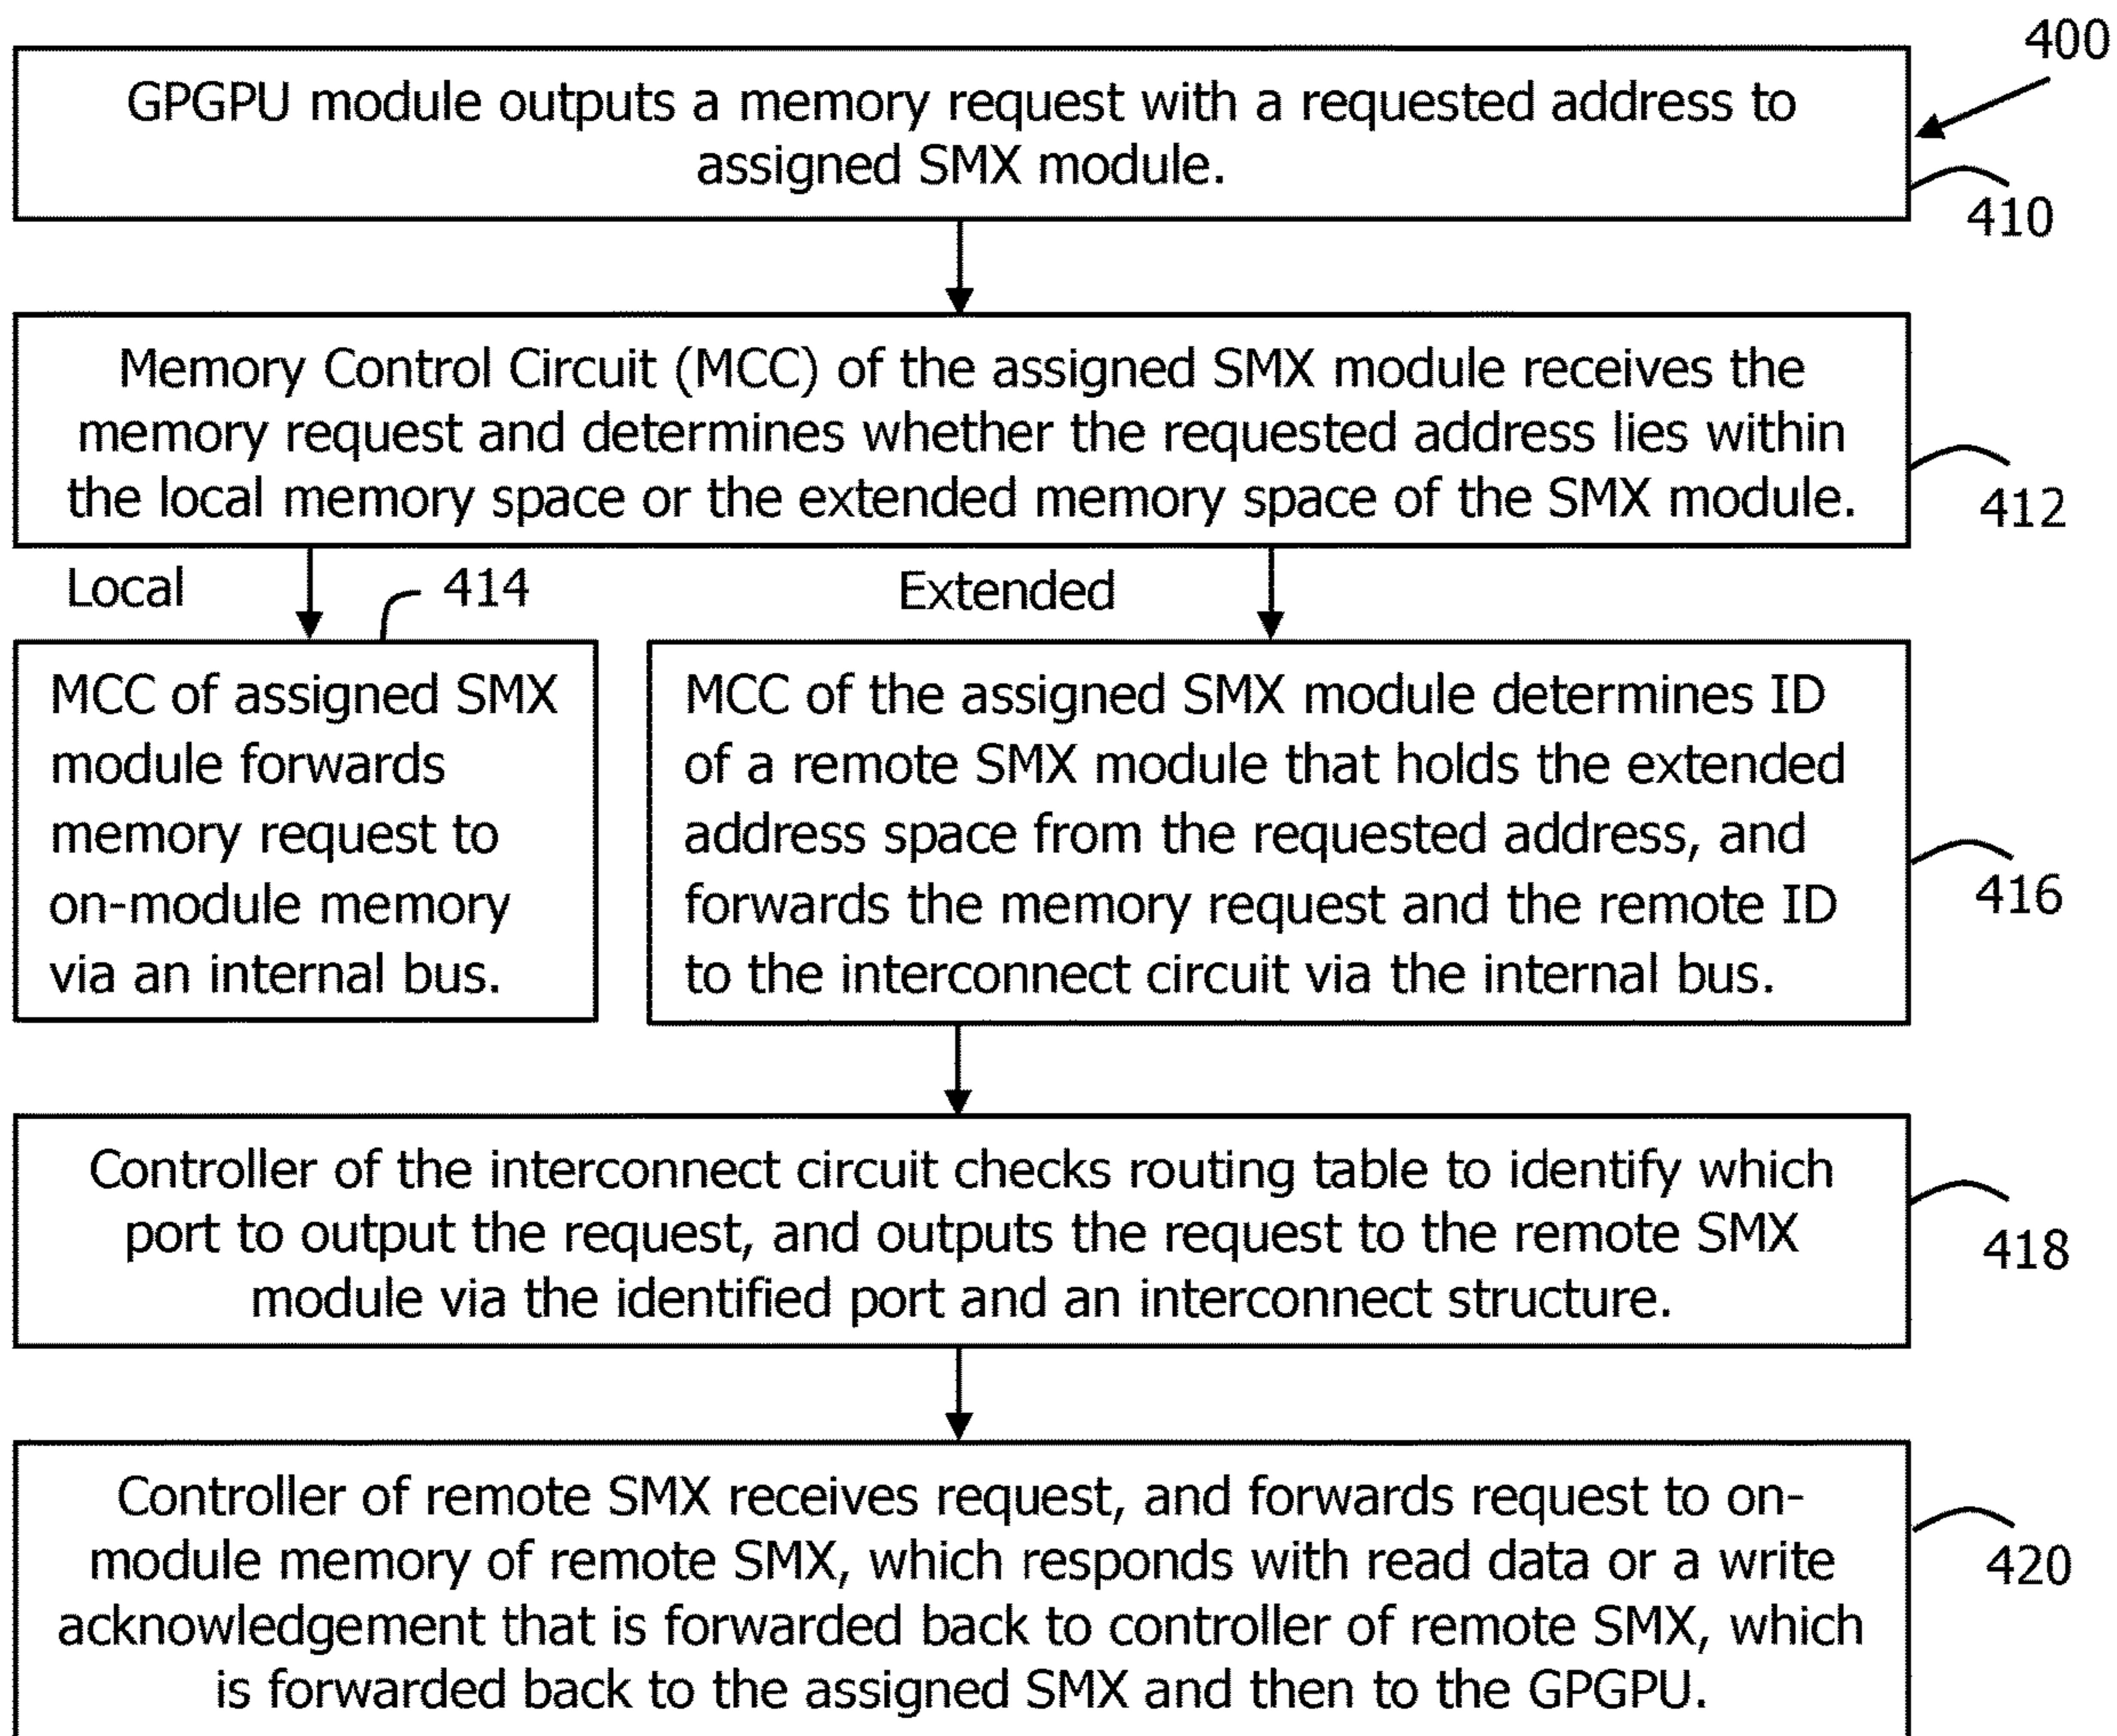 400
GPGPU module outputs a memory request with a requested address to
assigned SMX module.
410
Memory Control Circuit (MCC) of the assigned SMX module receives the
memory request and determines whether the requested address lies within
the local memory space or the extended memory space of the SMX module.
412
Local
414
Extended
MCC of assigned SMX
module forwards
memory request to
on-module memory
via an internal bus.
MCC of the assigned SMX module determines ID
of a remote SMX module that holds the extended
address space from the requested address, and
forwards the memory request and the remote ID
to the interconnect circuit via the internal bus.
416
Controller of the interconnect circuit checks routing table to identify which
port to output the request, and outputs the request to the remote SMX
module via the identified port and an interconnect structure.
418
Controller of remote SMX receives request, and forwards request to on-
module memory of remote SMX, which responds with read data or a write
acknowledgement that is forwarded back to controller of remote SMX, which
is forwarded back to the assigned SMX and then to the GPGPU.
420